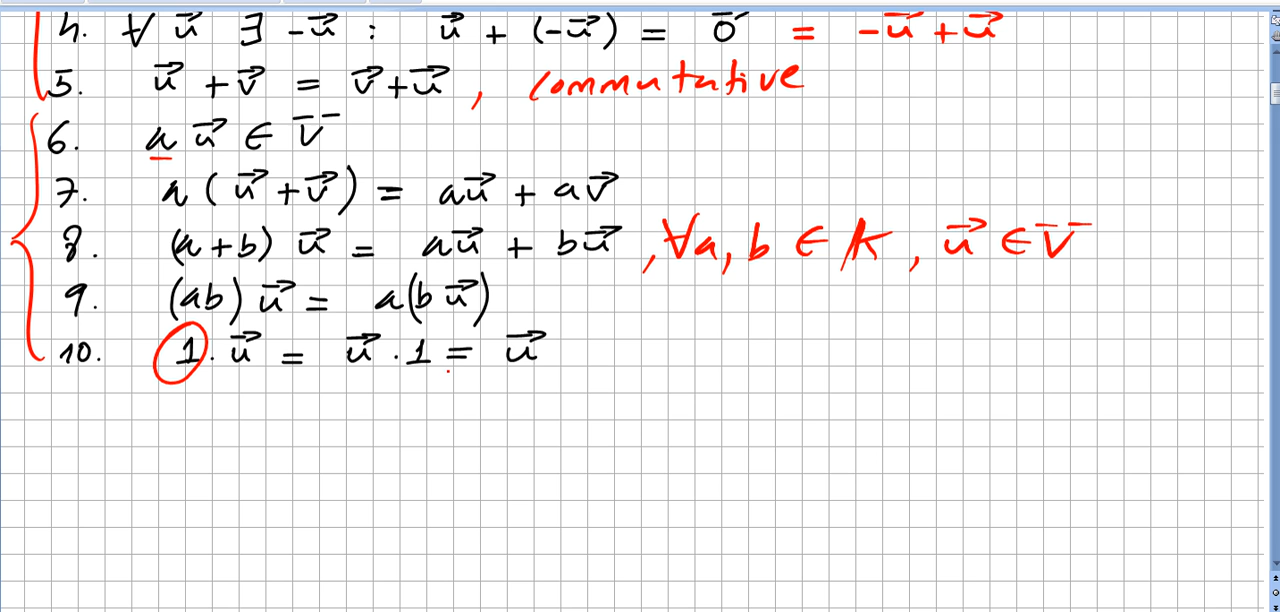 4. ∀ u⃗ ∃ -u⃗ : u⃗ + (-u⃗) = 0⃗ = -u⃗ + u⃗
5. u⃗ + v⃗ = v⃗ + u⃗ , commutative
6. a u⃗ ∈ V
7. a ( u⃗ + v⃗ ) = a u⃗ + a v⃗
8. (a + b) u⃗ = a u⃗ + b u⃗ , ∀a, b ∈ K , u⃗ ∈ V
9. (ab) u⃗ = a(b u⃗)
10. 1 . u⃗ = u⃗ . 1 = u⃗